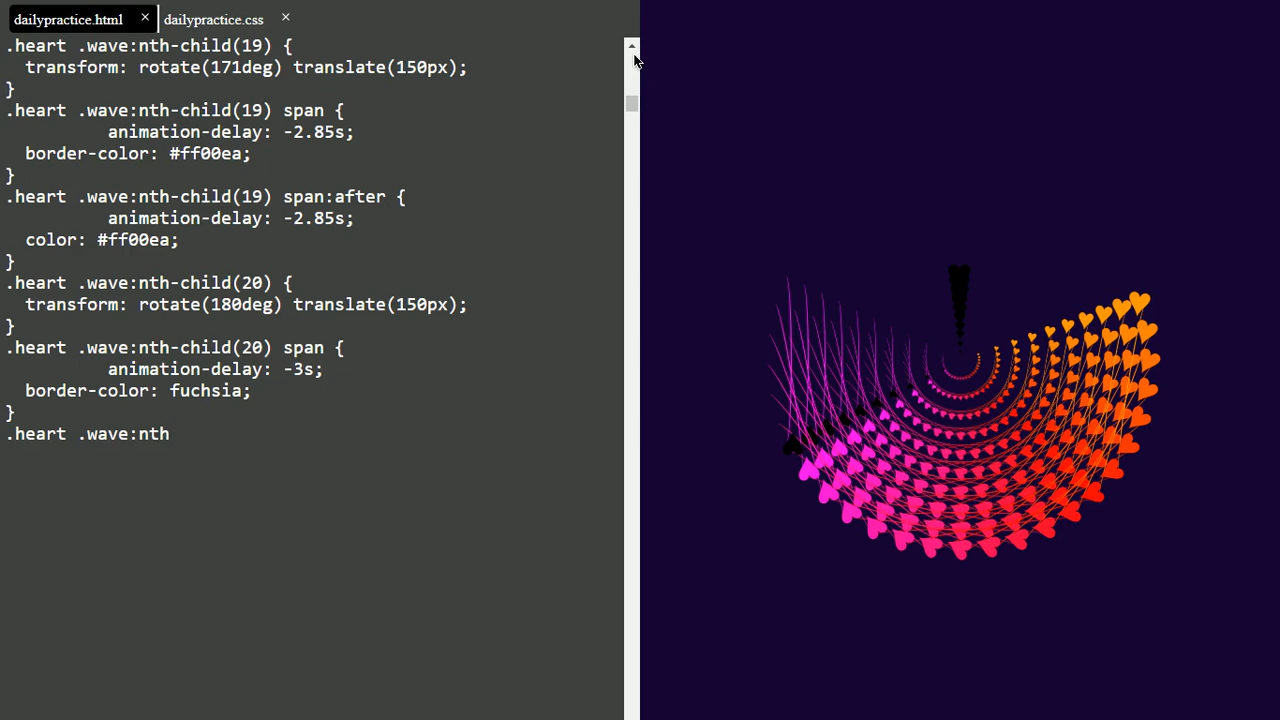 dailypractice.html × dailypractice.css ×
.heart .wave:nth-child(19) {
transform: rotate(171deg) translate(150px);
}
.heart .wave:nth-child(19) span {
animation-delay: -2.85s;
border-color: #ff00ea;
}
.heart .wave:nth-child(19) span:after {
animation-delay: -2.85s;
color: #ff00ea;
}
.heart .wave:nth-child(20) {
transform: rotate(180deg) translate(150px);
}
.heart .wave:nth-child(20) span {
animation-delay: -3s;
border-color: fuchsia;
}
.heart .wave:nth